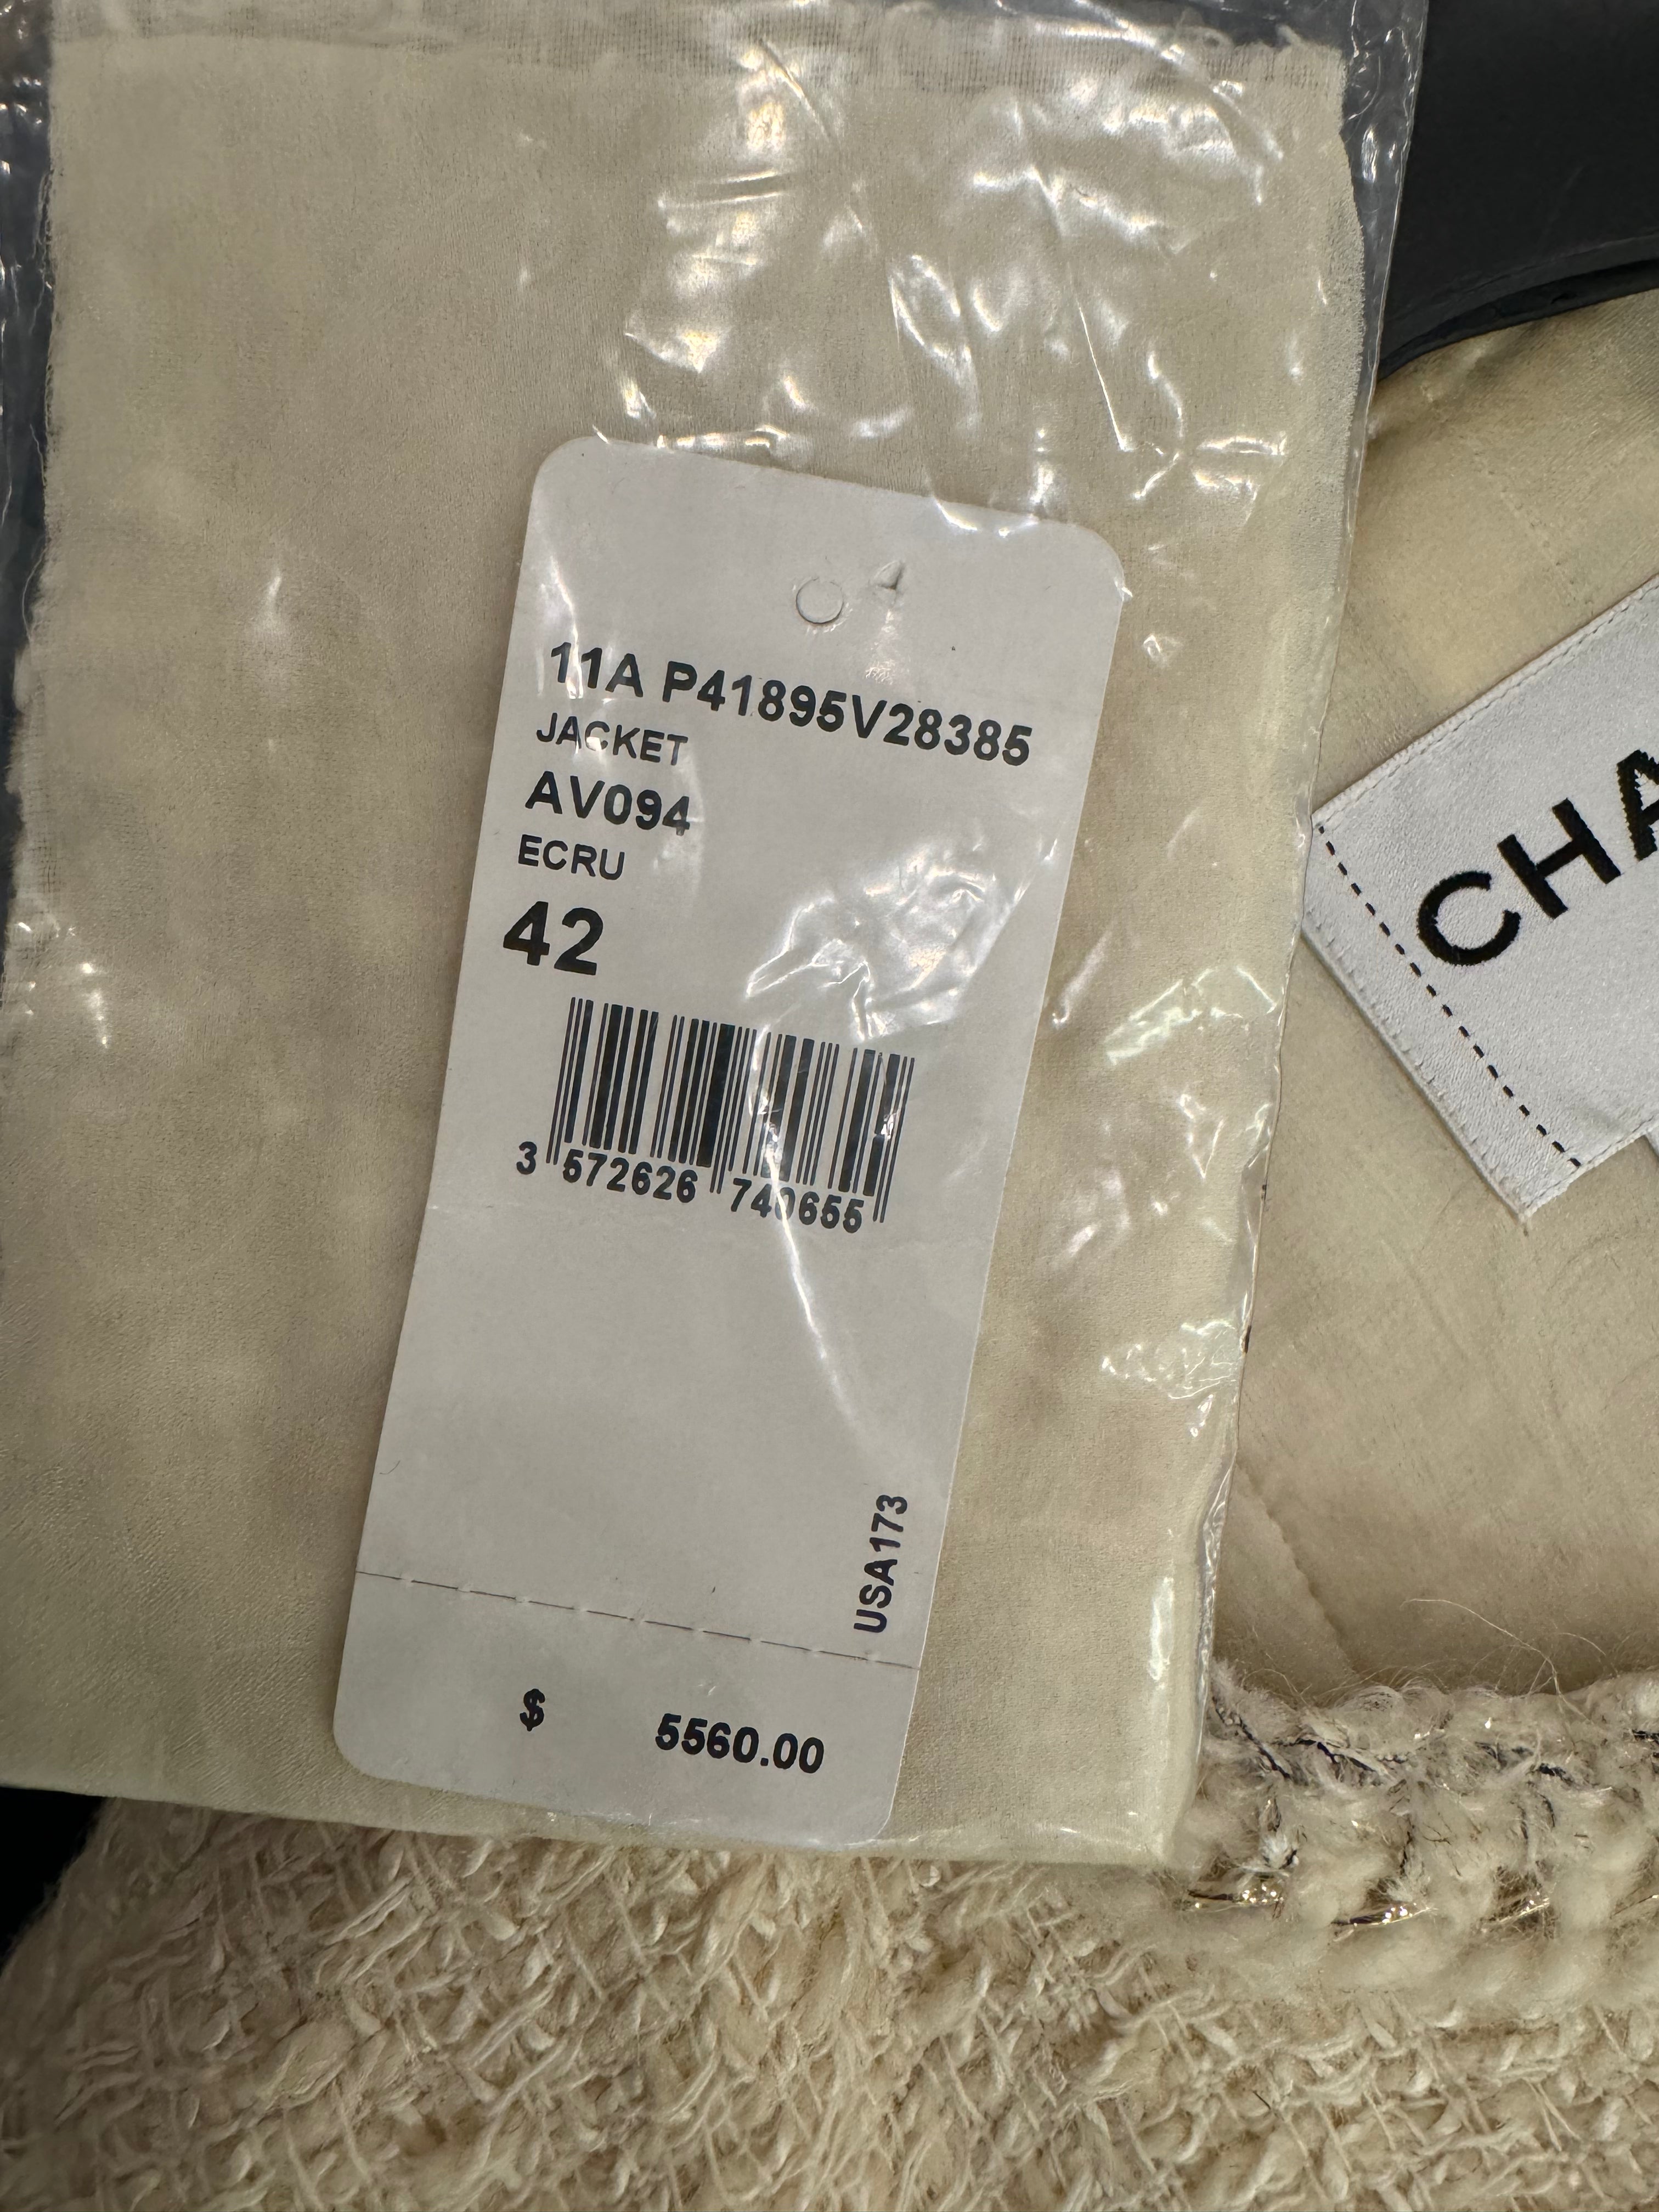 11A P41895V28385
JACKET
AV094
ECRU
42
3 572626 740655
USA173
$ 5560.00
CHA